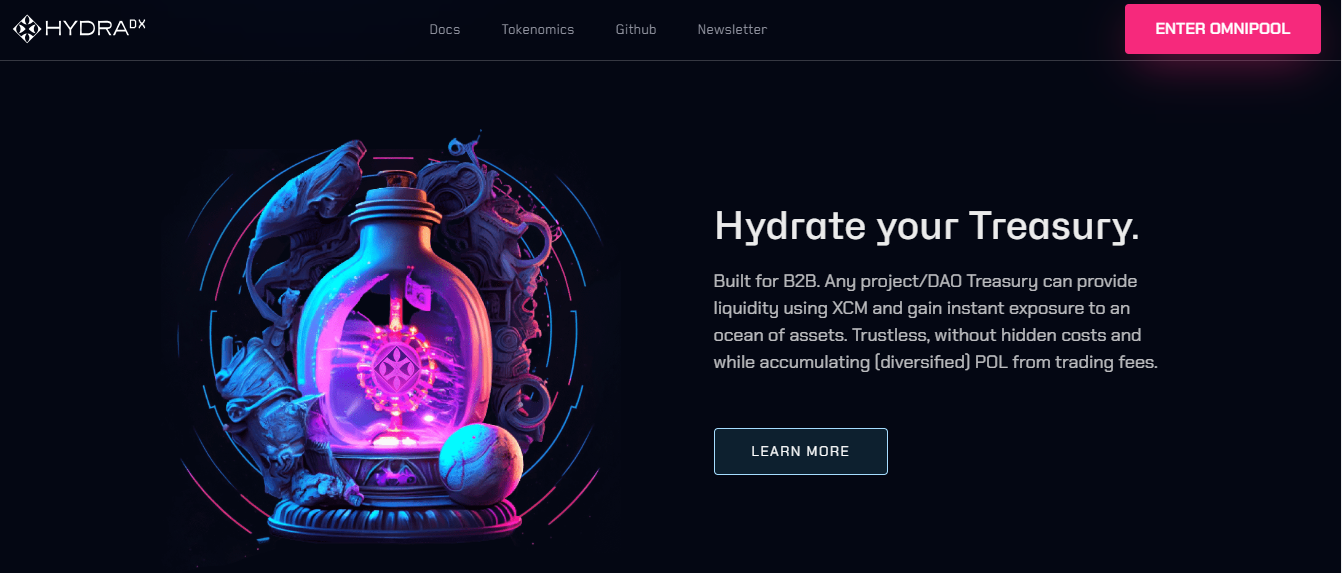 HYDRADX
Docs
Tokenomics
Github
Newsletter
ENTER OMNIPOOL
Hydrate your Treasury.
Built for B2B. Any project/DAO Treasury can provide
liquidity using XCM and gain instant exposure to an
ocean of assets. Trustless, without hidden costs and
while accumulating (diversified) POL from trading fees.
LEARN MORE